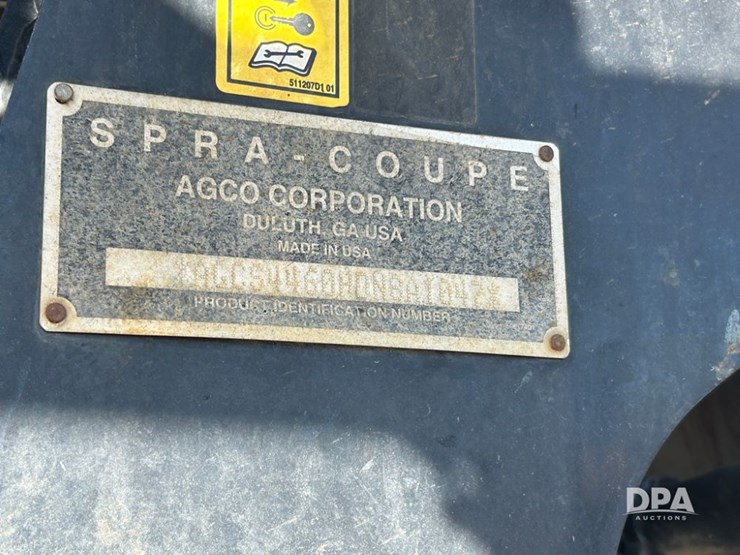 511207D1 01
SPRA-COUPE
AGCO CORPORATION
DULUTH, GA USA
MADE IN USA
PRODUCT IDENTIFICATION NUMBER
DPA
AUCTIONS